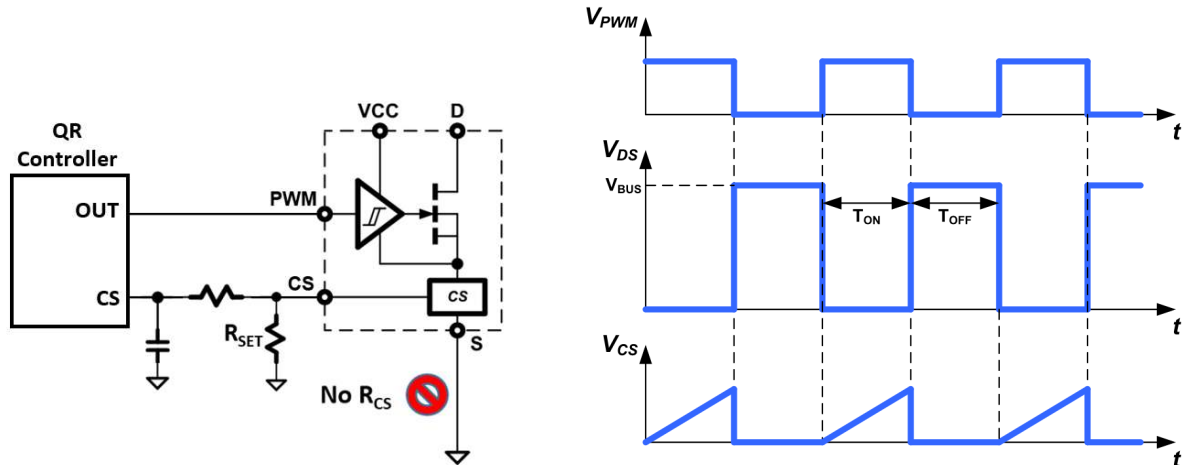 QR
Controller
OUT
CS
PWM
VCC
D
CS
CS
S
RSET
No RCS
VPWM
t
VDS
VBUS
TON
TOFF
t
VCS
t